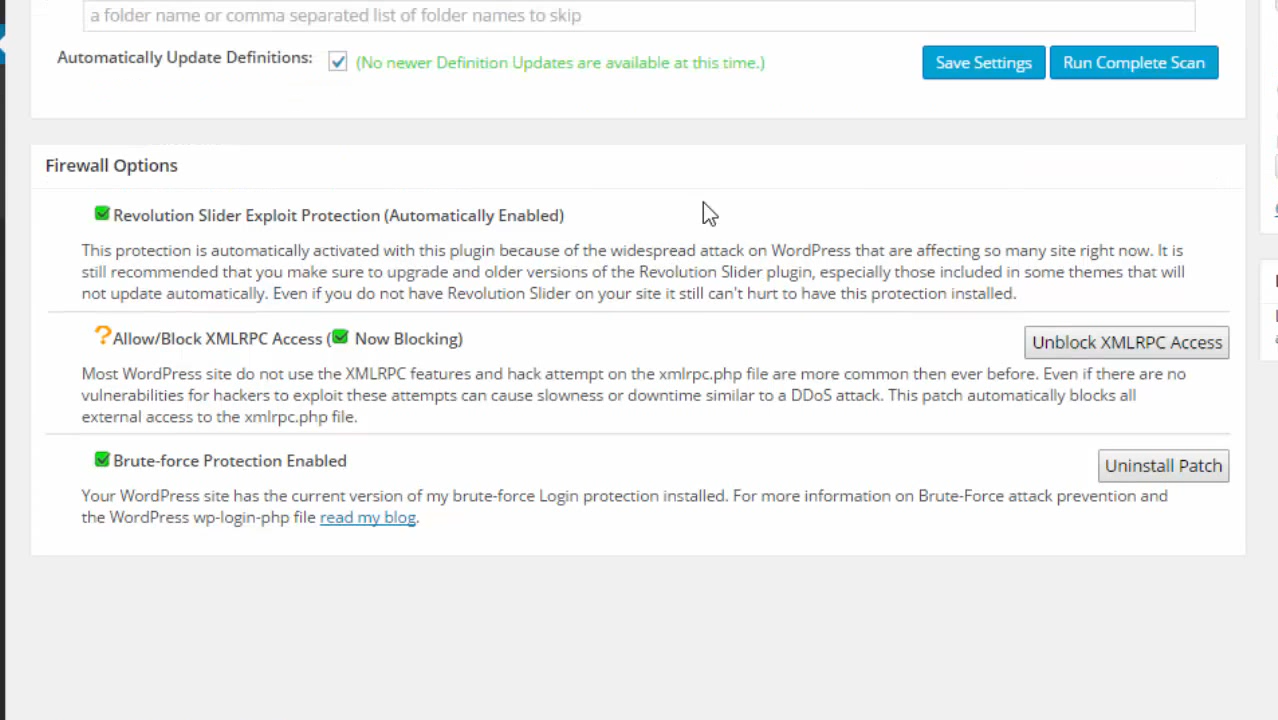 a folder name or comma separated list of folder names to skip
Automatically Update Definitions: (No newer Definition Updates are available at this time.) Save Settings Run Complete Scan
Firewall Options
Revolution Slider Exploit Protection (Automatically Enabled)
This protection is automatically activated with this plugin because of the widespread attack on WordPress that are affecting so many site right now. It is
still recommended that you make sure to upgrade and older versions of the Revolution Slider plugin, especially those included in some themes that will
not update automatically. Even if you do not have Revolution Slider on your site it still can't hurt to have this protection installed.
Allow/Block XMLRPC Access ( Now Blocking) Unblock XMLRPC Access
Most WordPress site do not use the XMLRPC features and hack attempt on the xmlrpc.php file are more common then ever before. Even if there are no
vulnerabilities for hackers to exploit these attempts can cause slowness or downtime similar to a DDoS attack. This patch automatically blocks all
external access to the xmlrpc.php file.
Brute-force Protection Enabled Uninstall Patch
Your WordPress site has the current version of my brute-force Login protection installed. For more information on Brute-Force attack prevention and
the WordPress wp-login-php file read my blog.